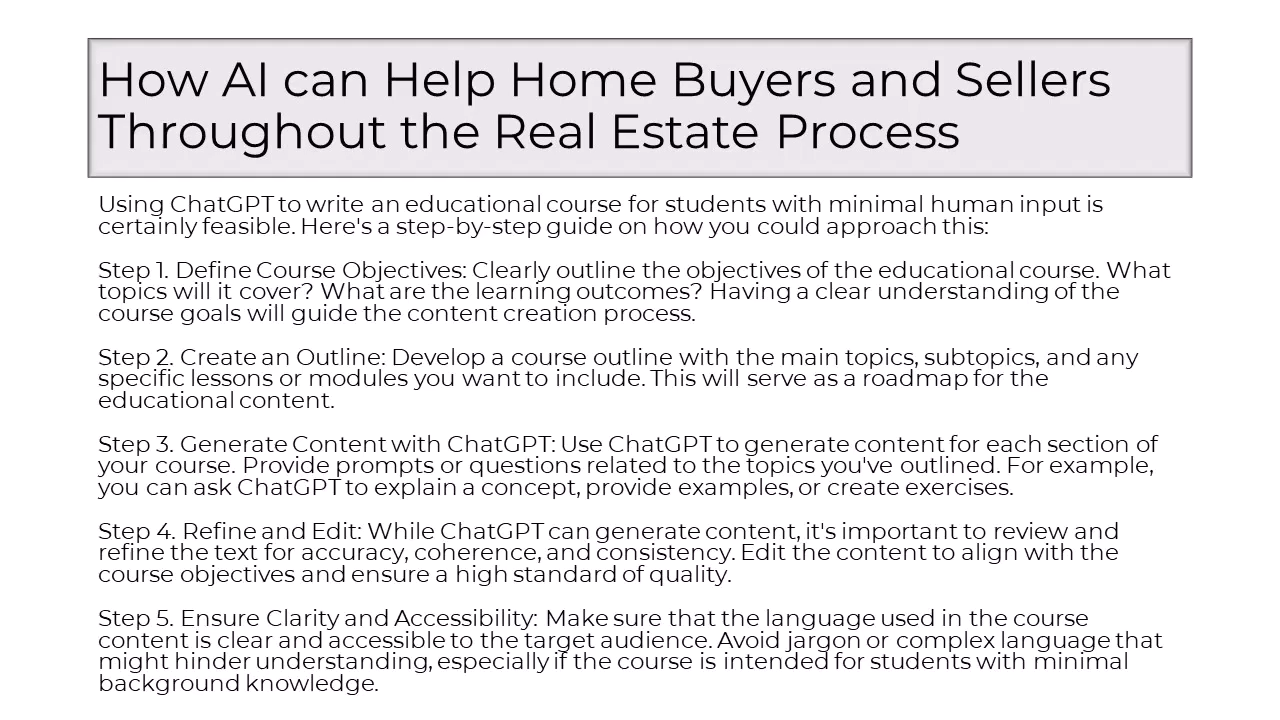 How AI can Help Home Buyers and Sellers
Throughout the Real Estate Process
Using ChatGPT to write an educational course for students with minimal human input is
certainly feasible. Here's a step-by-step guide on how you could approach this:
Step 1. Define Course Objectives: Clearly outline the objectives of the educational course. What
topics will it cover? What are the learning outcomes? Having a clear understanding of the
course goals will guide the content creation process.
Step 2. Create an Outline: Develop a course outline with the main topics, subtopics, and any
specific lessons or modules you want to include. This will serve as a roadmap for the
educational content.
Step 3. Generate Content with ChatGPT: Use ChatGPT to generate content for each section of
your course. Provide prompts or questions related to the topics you've outlined. For example,
you can ask ChatGPT to explain a concept, provide examples, or create exercises.
Step 4. Refine and Edit: While ChatGPT can generate content, it's important to review and
refine the text for accuracy, coherence, and consistency. Edit the content to align with the
course objectives and ensure a high standard of quality.
Step 5. Ensure Clarity and Accessibility: Make sure that the language used in the course
content is clear and accessible to the target audience. Avoid jargon or complex language that
might hinder understanding, especially if the course is intended for students with minimal
background knowledge.